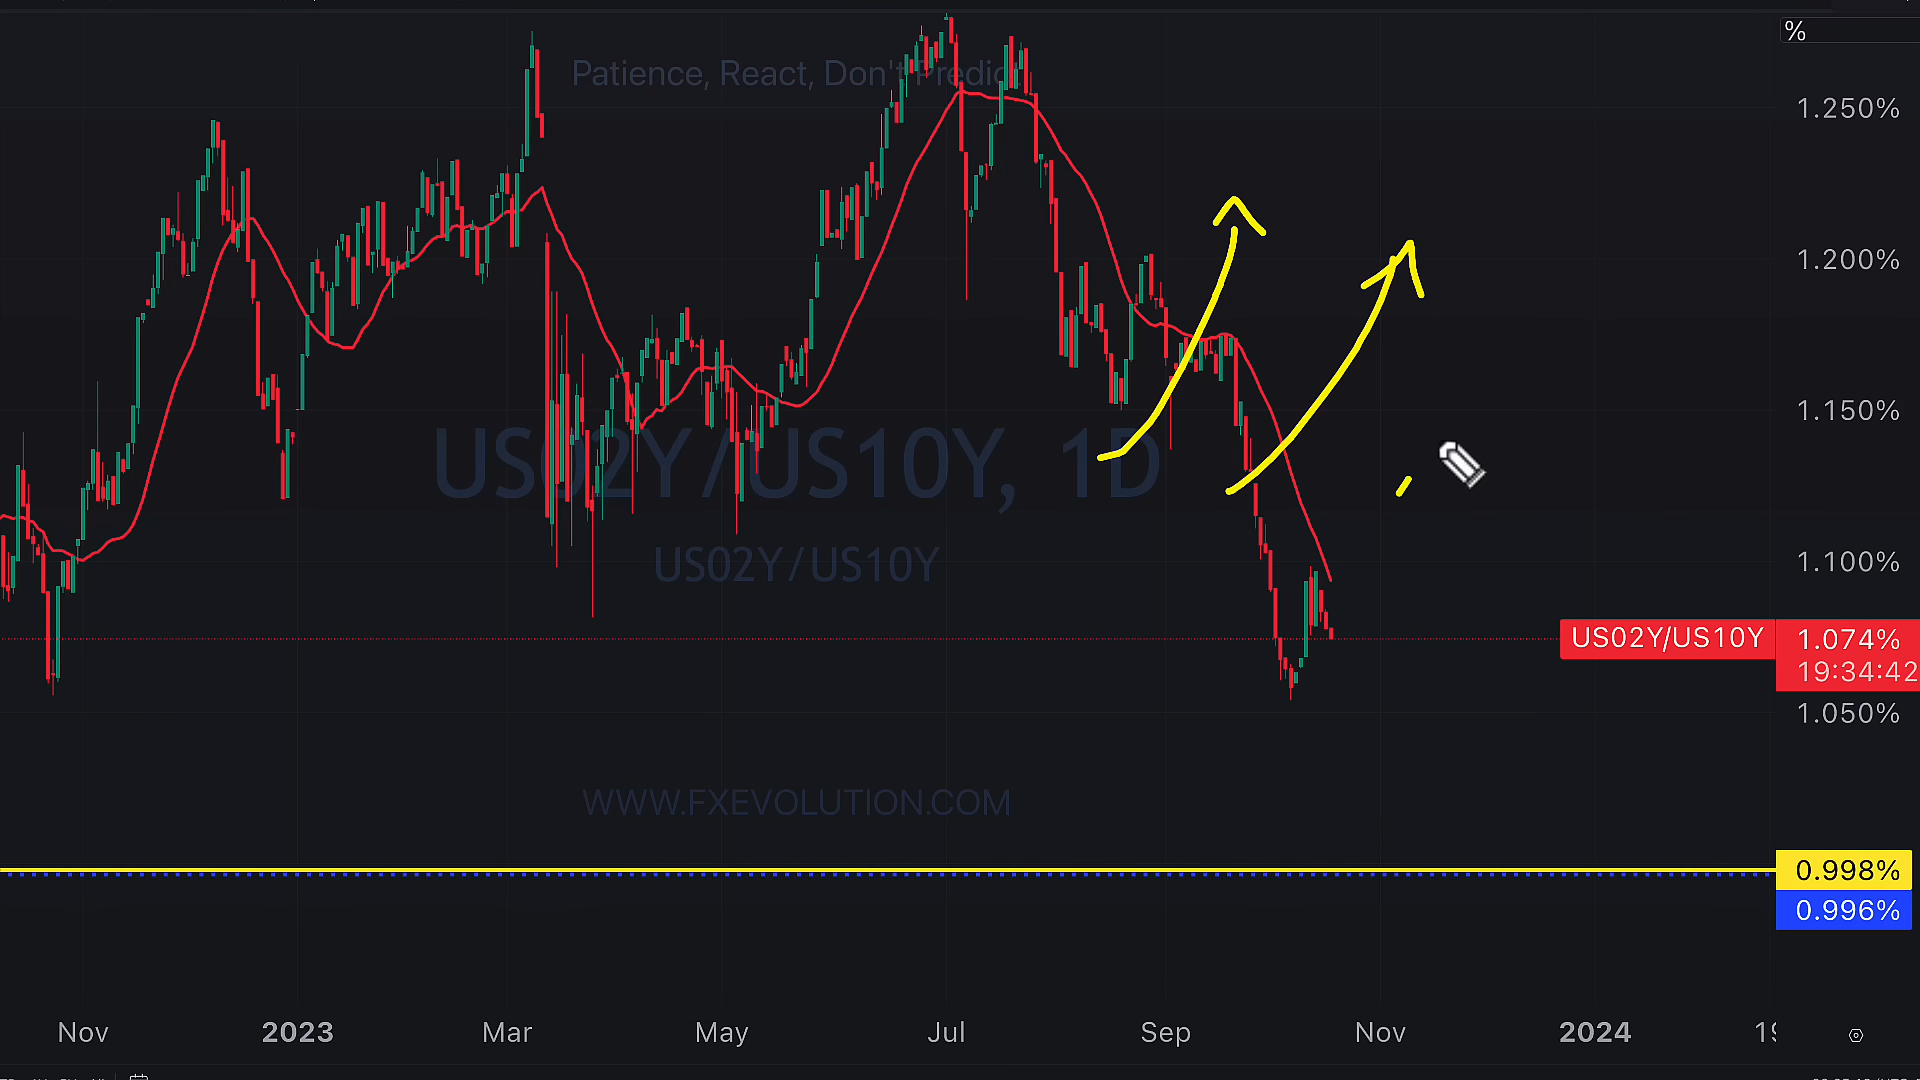 %
Patience, React, Don't Predic
1.250%
1.200%
1.150%
US02Y/US10Y, 1D
US02Y/US10Y
1.100%
US02Y/US10Y 1.074%
19:34:42
1.050%
WWW.FXEVOLUTION.COM
0.998%
0.996%
Nov 2023 Mar May Jul Sep Nov 2024